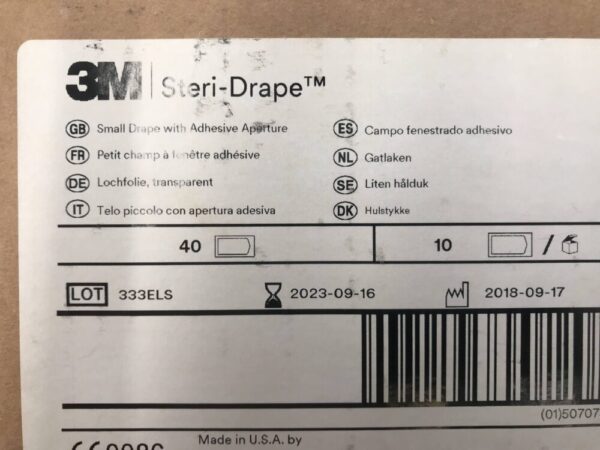 3M Steri-Drape™
GB Small Drape with Adhesive Aperture
FR Petit champ à fenêtre adhésive
DE Lochfolie, transparent
IT Telo piccolo con apertura adesiva
ES Campo fenestrado adhesivo
NL Gatlaken
SE Liten hålduk
DK Hulstykke
40 10 /
LOT 333ELS 2023-09-16 2018-09-17
(01)50707
Made in U.S.A. by